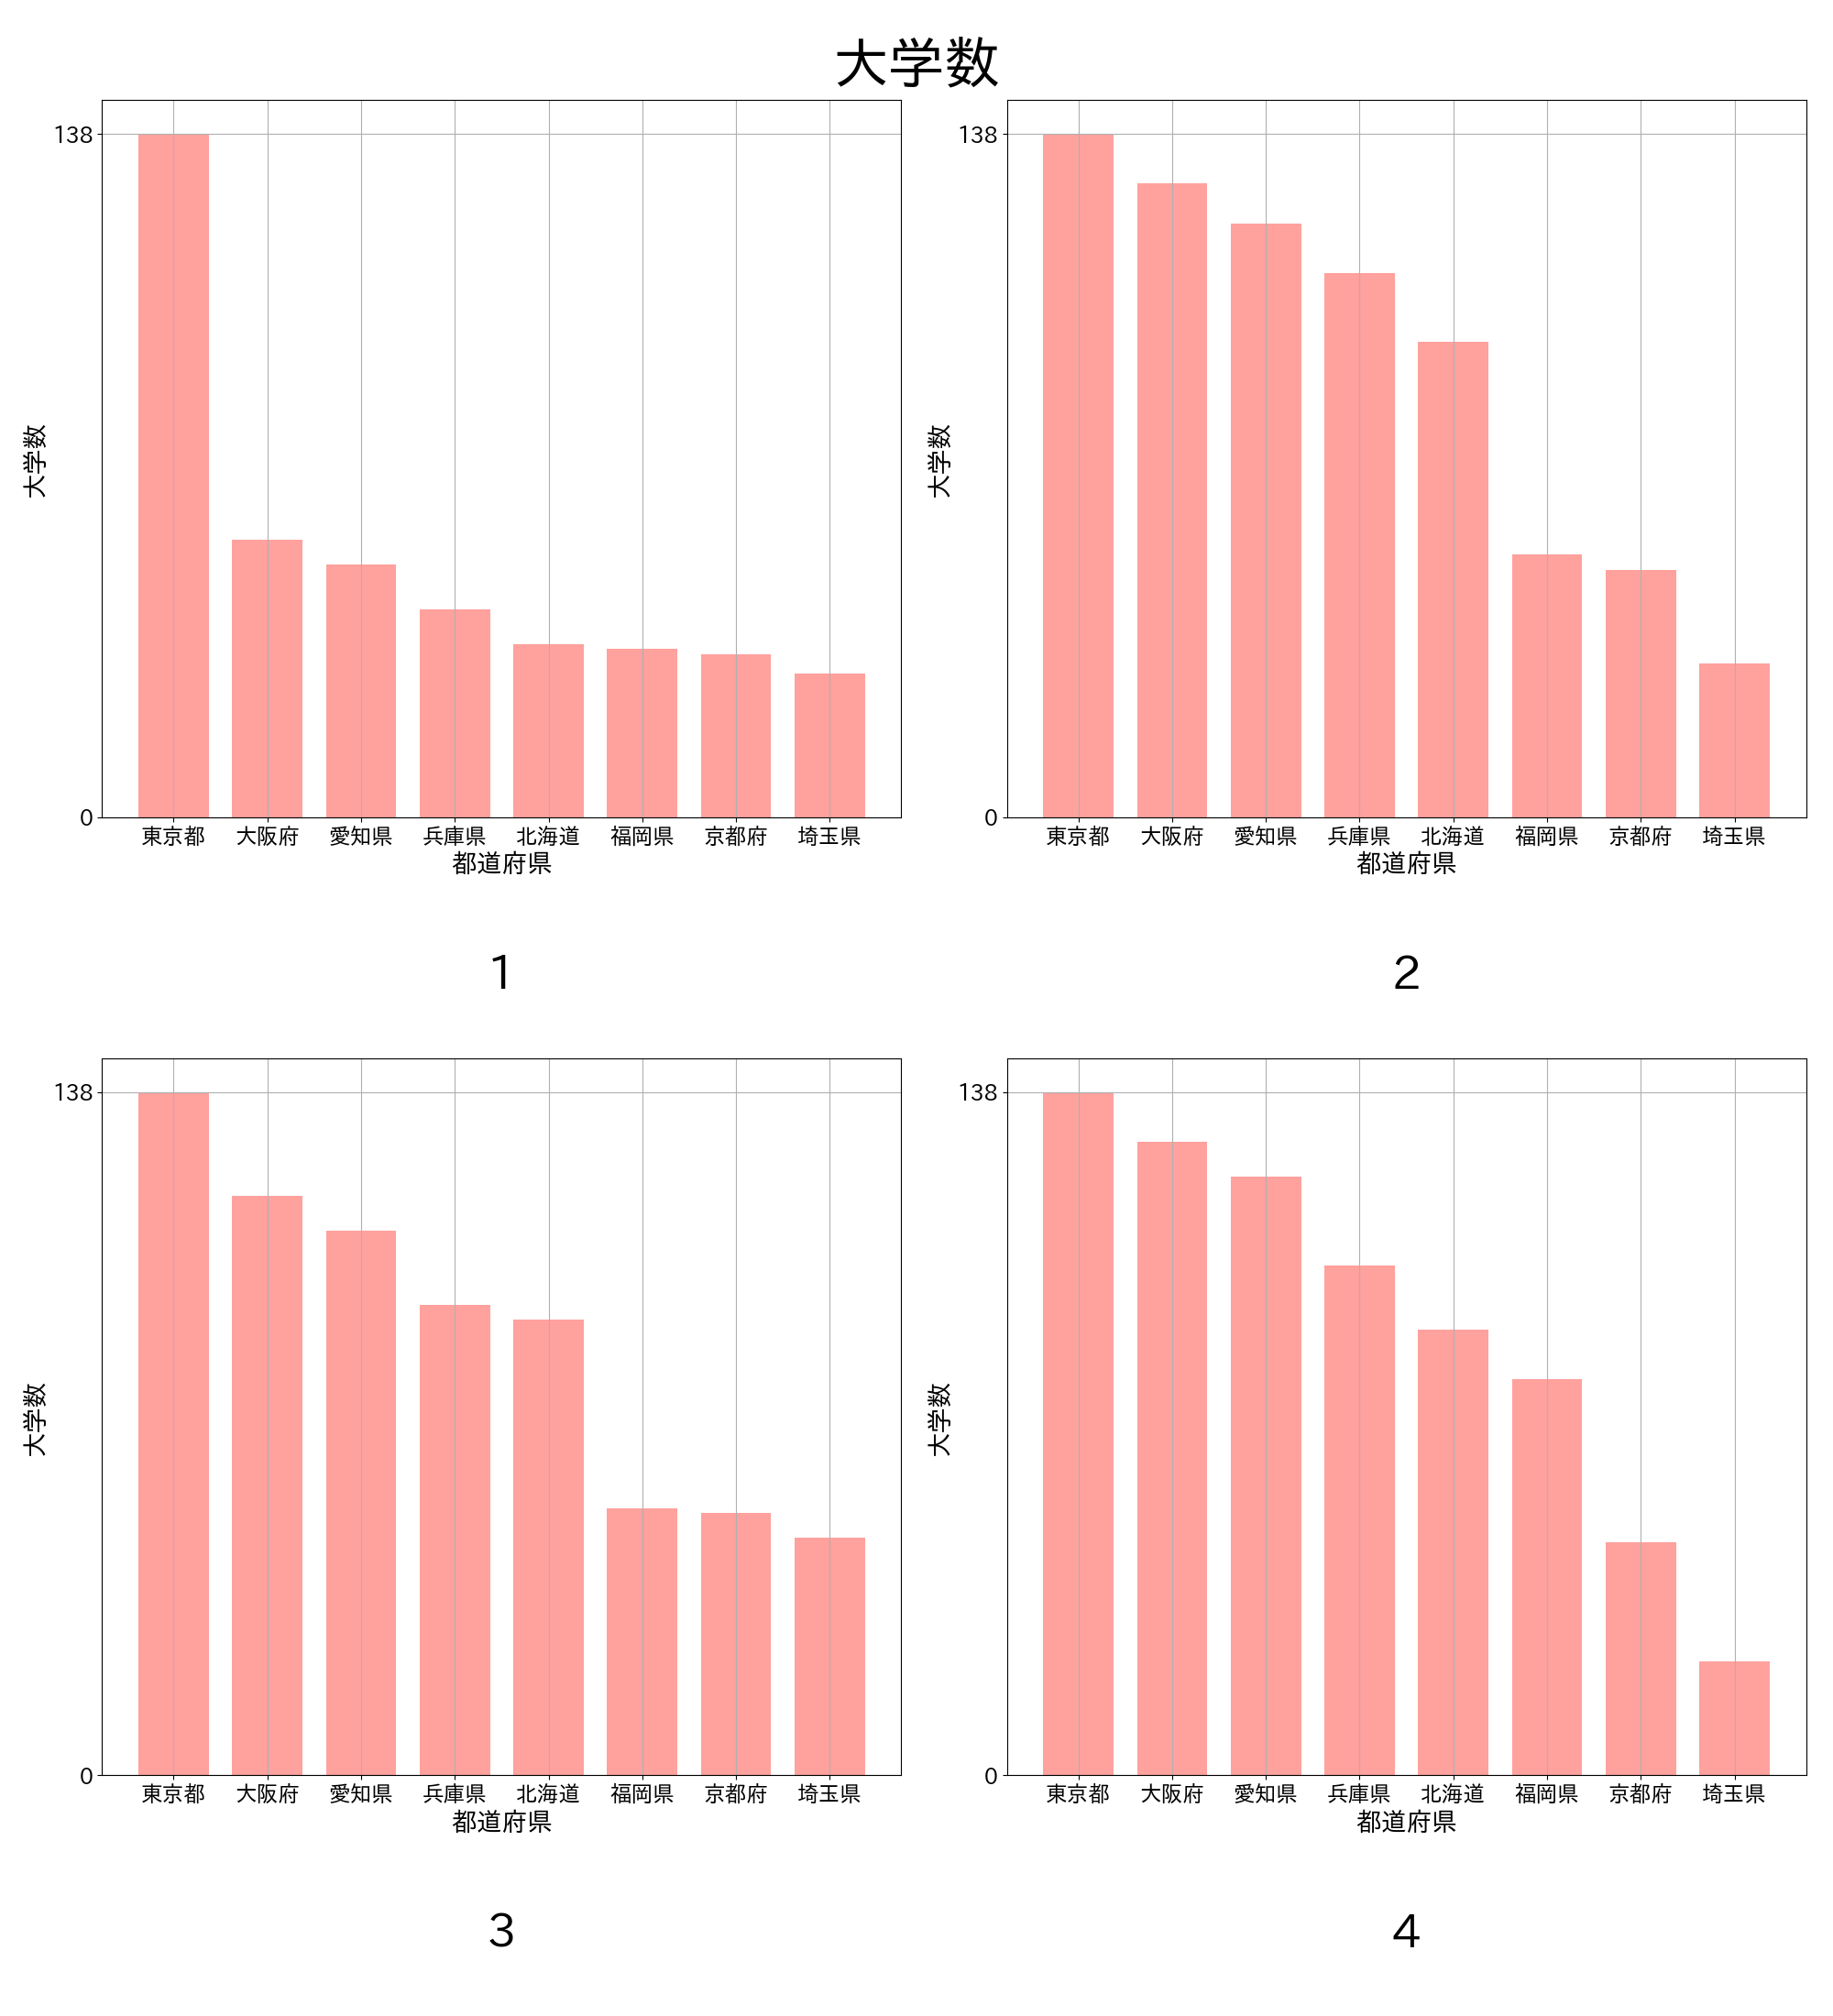 大学数
138
大学数
0
東京都 大阪府 愛知県 兵庫県 北海道 福岡県 京都府 埼玉県
都道府県
1
138
大学数
0
東京都 大阪府 愛知県 兵庫県 北海道 福岡県 京都府 埼玉県
都道府県
2
138
大学数
0
東京都 大阪府 愛知県 兵庫県 北海道 福岡県 京都府 埼玉県
都道府県
3
138
大学数
0
東京都 大阪府 愛知県 兵庫県 北海道 福岡県 京都府 埼玉県
都道府県
4